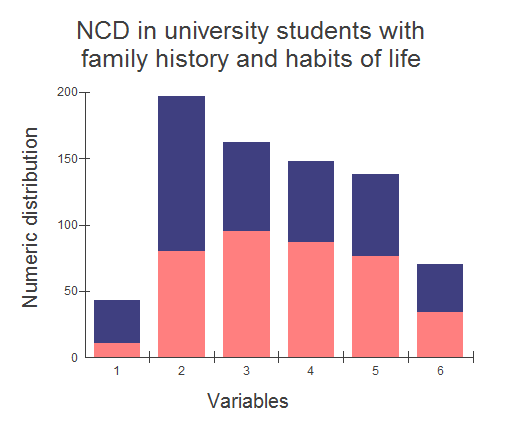 NCD in university students with
family history and habits of life
Numeric distribution
200
150
100
50
0
1 2 3 4 5 6
Variables